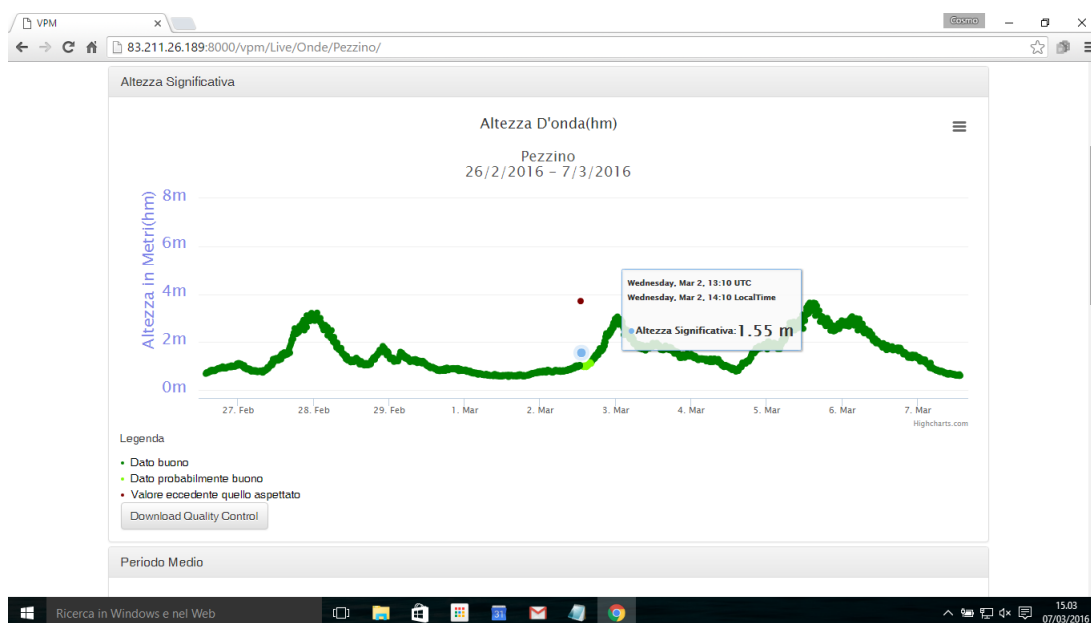 VPM
Cosmo
83.211.26.189:8000/vpm/Live/Onde/Pezzino/
Altezza Significativa
Altezza D'onda(hm)
Pezzino
26/2/2016 – 7/3/2016
Altezza in Metri(hm)
8m
6m
4m
2m
0m
Wednesday, Mar 2, 13:10 UTC
Wednesday, Mar 2, 14:10 LocalTime
Altezza Significativa: 1.55 m
27. Feb 28. Feb 29. Feb 1. Mar 2. Mar 3. Mar 4. Mar 5. Mar 6. Mar 7. Mar
Highcharts.com
Legenda
• Dato buono
• Dato probabilmente buono
• Valore eccedente quello aspettato
Download Quality Control
Periodo Medio
Ricerca in Windows e nel Web
31
15.03
07/03/2016